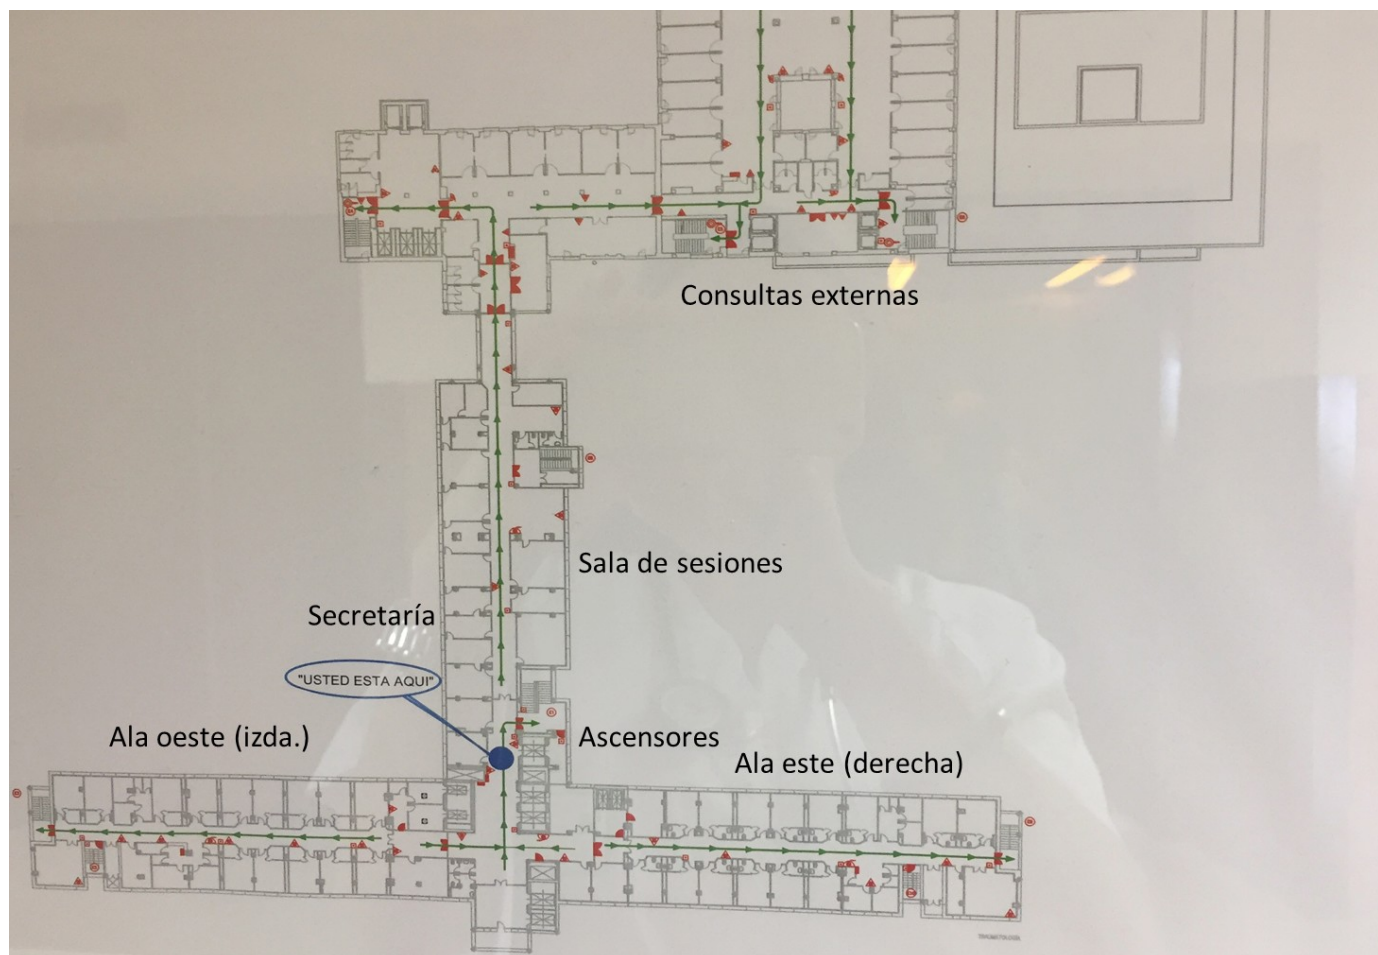 Consultas externas
Sala de sesiones
Secretaría
"USTED ESTA AQUI"
Ala oeste (izda.)
Ascensores
Ala este (derecha)